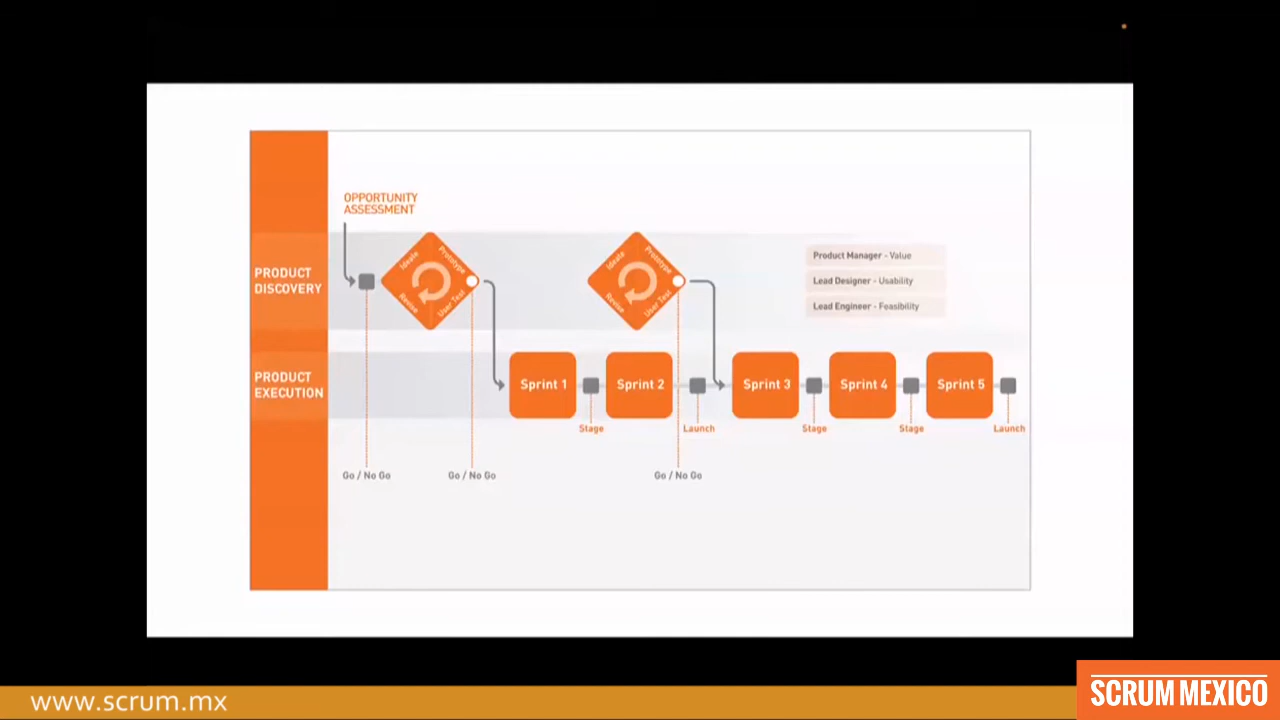 OPPORTUNITY
ASSESSMENT
PRODUCT
DISCOVERY
Ideate
Prototype
Revise
User Test
Ideate
Prototype
Revise
User Test
Product Manager - Value
Lead Designer - Usability
Lead Engineer - Feasibility
PRODUCT
EXECUTION
Sprint 1
Sprint 2
Sprint 3
Sprint 4
Sprint 5
Stage
Launch
Stage
Stage
Launch
Go / No Go
Go / No Go
Go / No Go
www.scrum.mx
SCRUM MEXICO